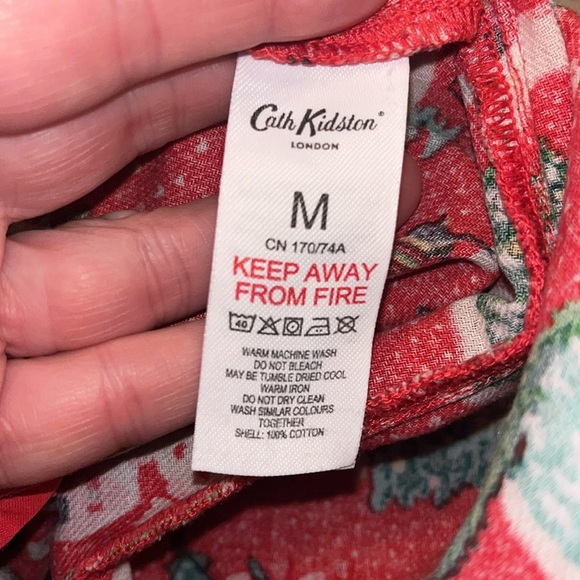 Cath Kidston®
LONDON
M
CN 170/74A
KEEP AWAY
FROM FIRE
40
WARM MACHINE WASH
DO NOT BLEACH
MAY BE TUMBLE DRIED COOL
WARM IRON
DO NOT DRY CLEAN
WASH SIMILAR COLOURS
TOGETHER
SHELL: 100% COTTON